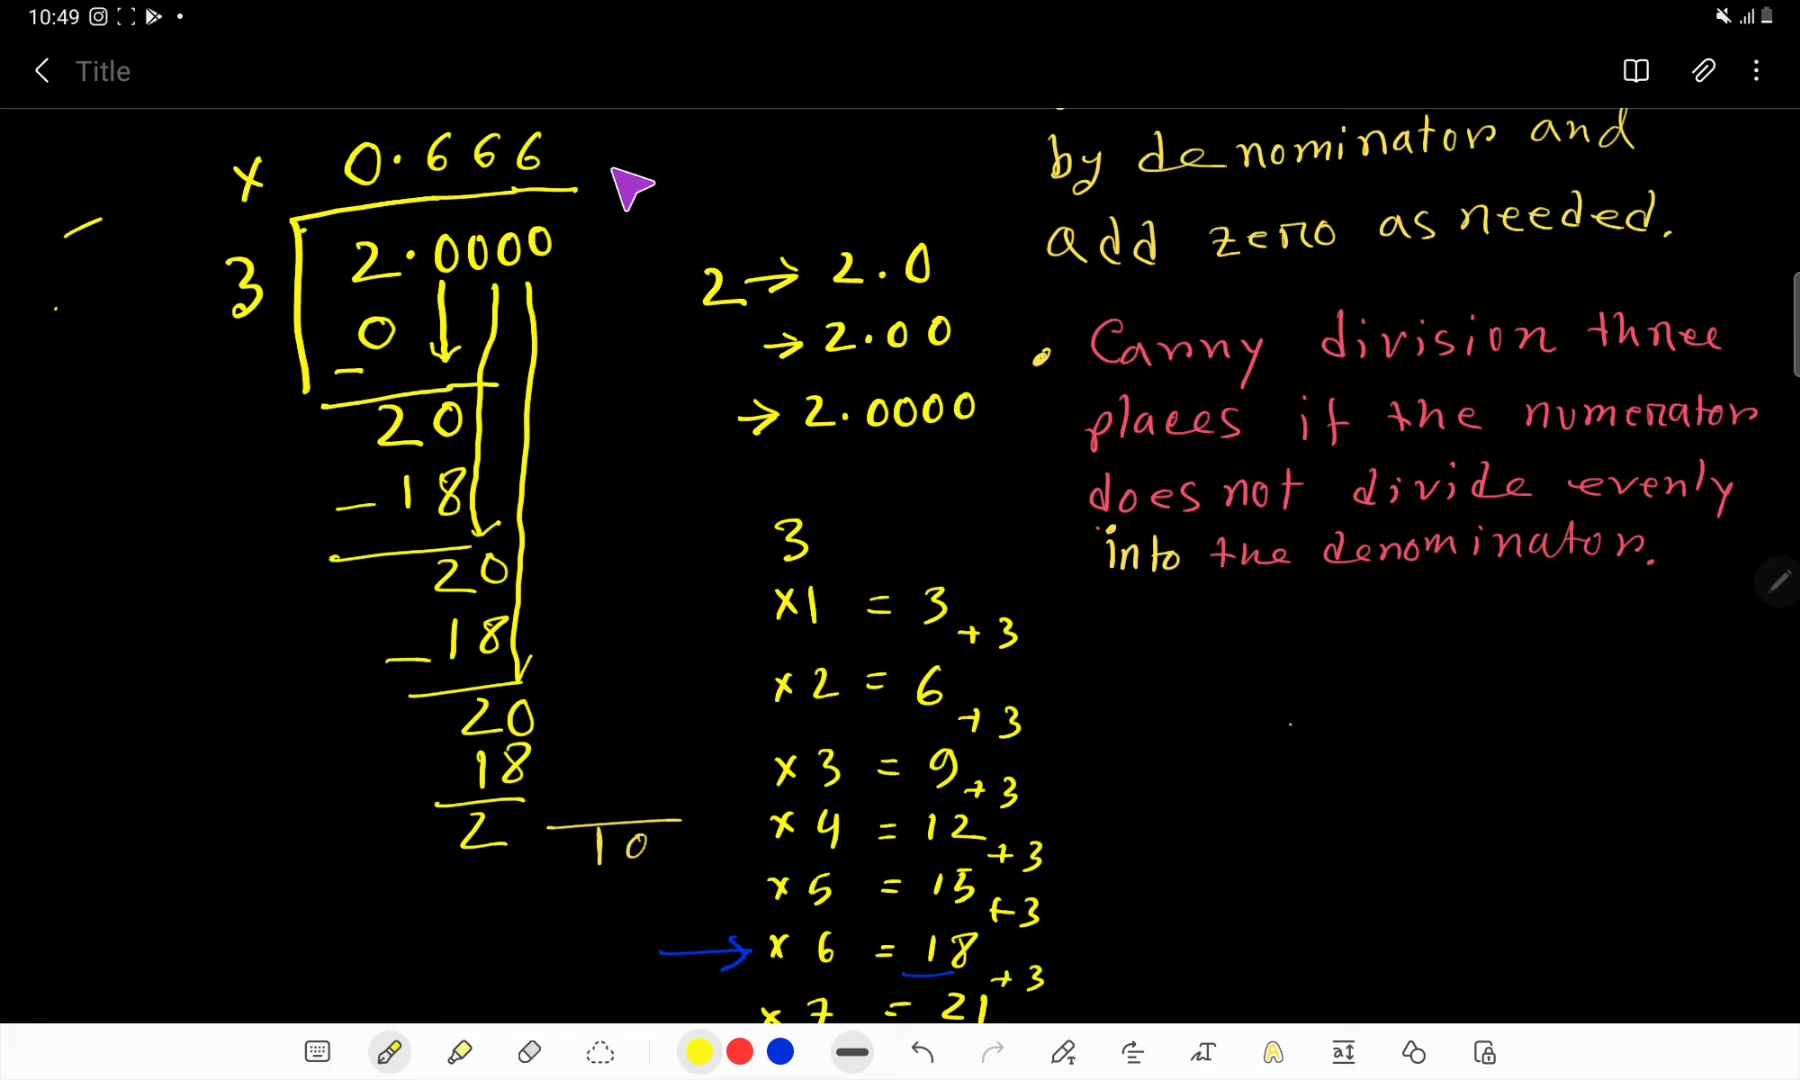 10:49
Title
x 0.666
3 2.0000
0
-
20
-18
20
-18
20
18
2
10
2 → 2.0
→ 2.00
→ 2.0000
3
x1 = 3
+3
x2 = 6
+3
x3 = 9
+3
x4 = 12
+3
x5 = 15
+3
→ x6 = 18
+3
x7 = 21
by denominator and
add zero as needed.
• Carry division three
places if the numerator
does not divide evenly
into the denominator.